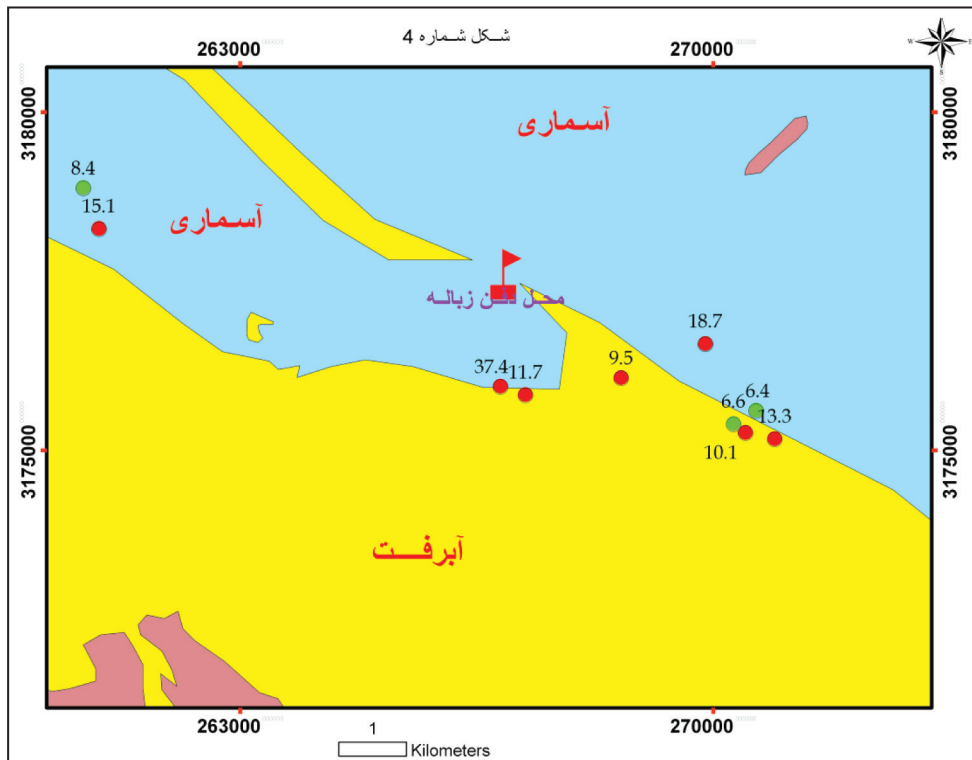 شکل شماره 4
263000
270000
N
W
E
S
3180000
3180000
آسماری
8.4
15.1
آسماری
محل دفن زباله
18.7
37.4
11.7
9.5
6.4
6.6
13.3
10.1
3175000
3175000
آبرفت
263000
270000
1
Kilometers